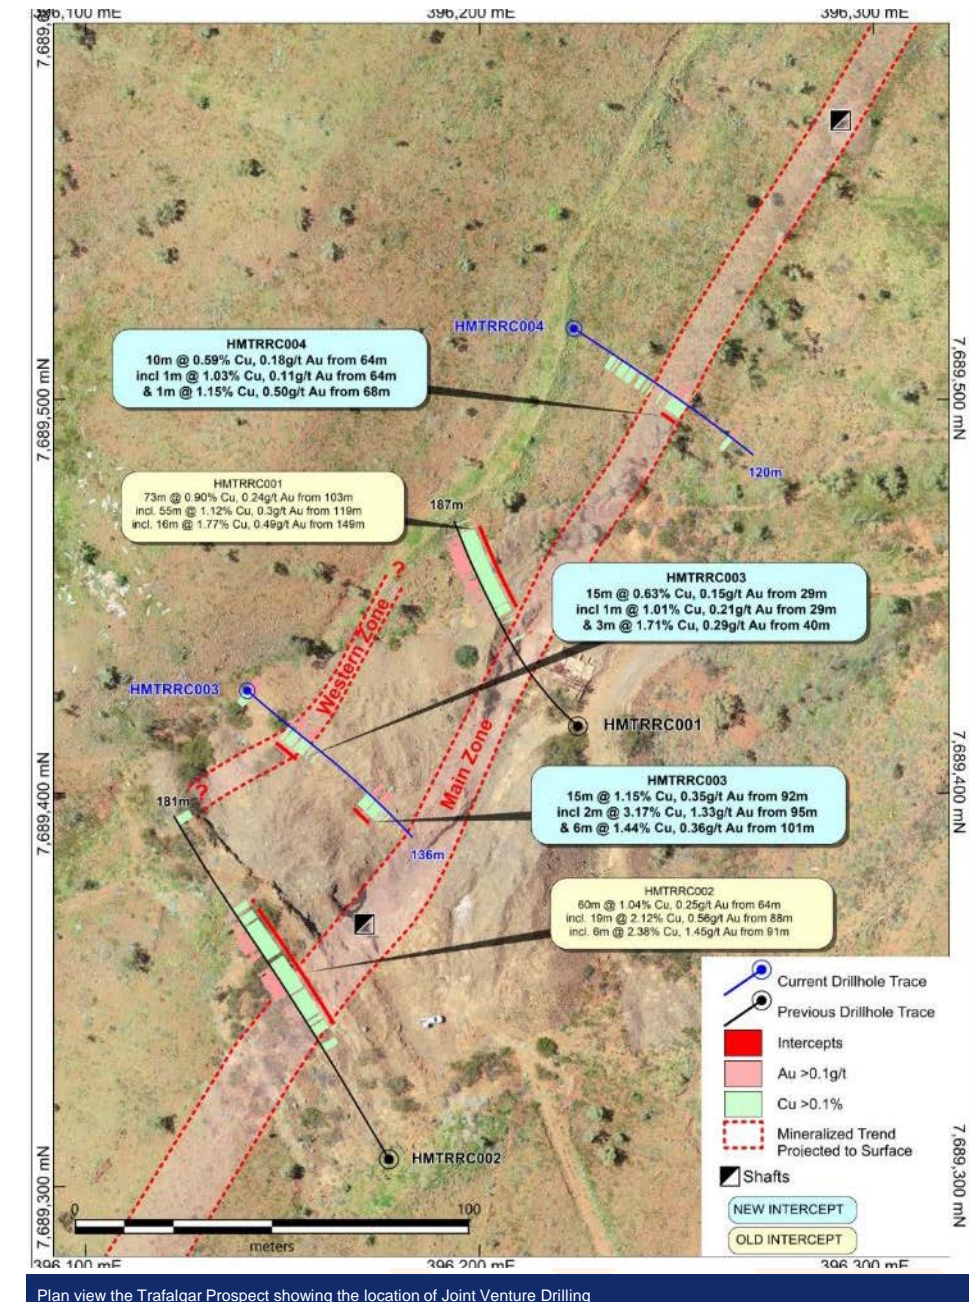 396,100 mE
396,200 mE
396,300 mE
HMTRRC004
HMTRRC004
10m @ 0.59% Cu, 0.18g/t Au from 64m
incl 1m @ 1.03% Cu, 0.11g/t Au from 64m
& 1m @ 1.15% Cu, 0.50g/t Au from 68m
7,689,500 mN
7,689,500 mN
120m
HMTRRC001
73m @ 0.90% Cu, 0.24g/t Au from 103m
incl. 55m @ 1.12% Cu, 0.3g/t Au from 119m
incl. 16m @ 1.77% Cu, 0.49g/t Au from 149m
187m
?
HMTRRC003
15m @ 0.63% Cu, 0.15g/t Au from 29m
incl 1m @ 1.01% Cu, 0.21g/t Au from 29m
& 3m @ 1.71% Cu, 0.29g/t Au from 40m
Western Zone
HMTRRC003
HMTRRC001
Main Zone
7,689,400 mN
7,689,400 mN
?
181m
HMTRRC003
15m @ 1.15% Cu, 0.35g/t Au from 92m
incl 2m @ 3.17% Cu, 1.33g/t Au from 95m
& 6m @ 1.44% Cu, 0.36g/t Au from 101m
136m
HMTRRC002
60m @ 1.04% Cu, 0.25g/t Au from 64m
incl. 19m @ 2.12% Cu, 0.56g/t Au from 88m
incl. 6m @ 2.38% Cu, 1.45g/t Au from 91m
Current Drillhole Trace
Previous Drillhole Trace
Intercepts
Au >0.1g/t
Cu >0.1%
Mineralized Trend
Projected to Surface
Shafts
NEW INTERCEPT
OLD INTERCEPT
HMTRRC002
7,689,300 mN
7,689,300 mN
0
100
meters
396,100 mE
396,200 mE
396,300 mE
Plan view the Trafalgar Prospect showing the location of Joint Venture Drilling